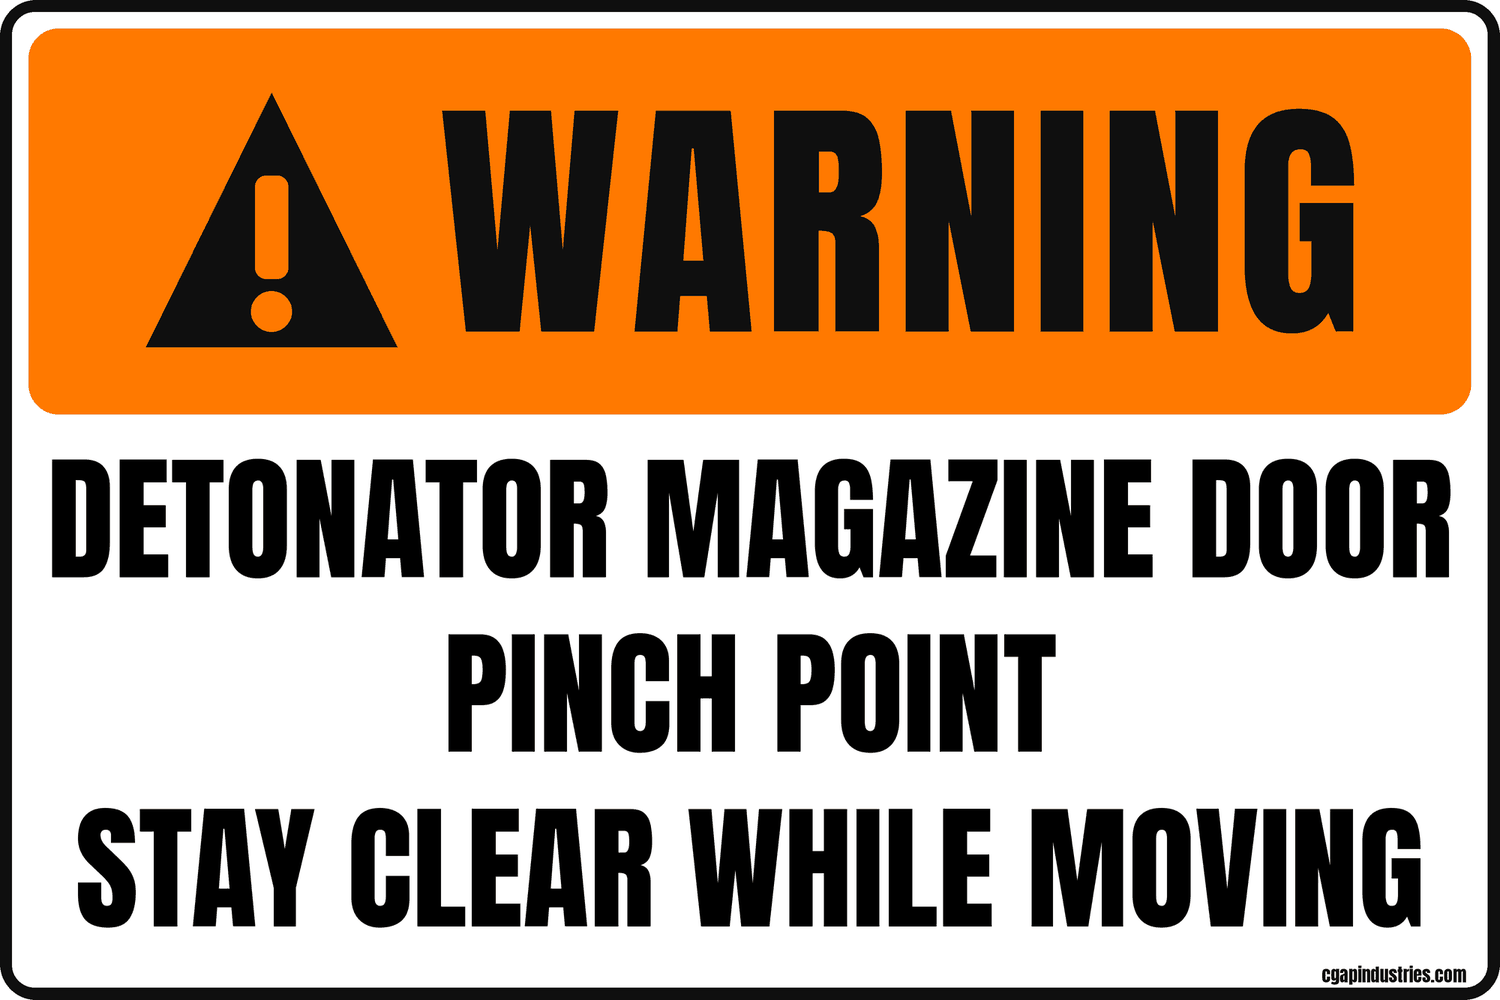 WARNING
DETONATOR MAGAZINE DOOR
PINCH POINT
STAY CLEAR WHILE MOVING
cgapindustries.com